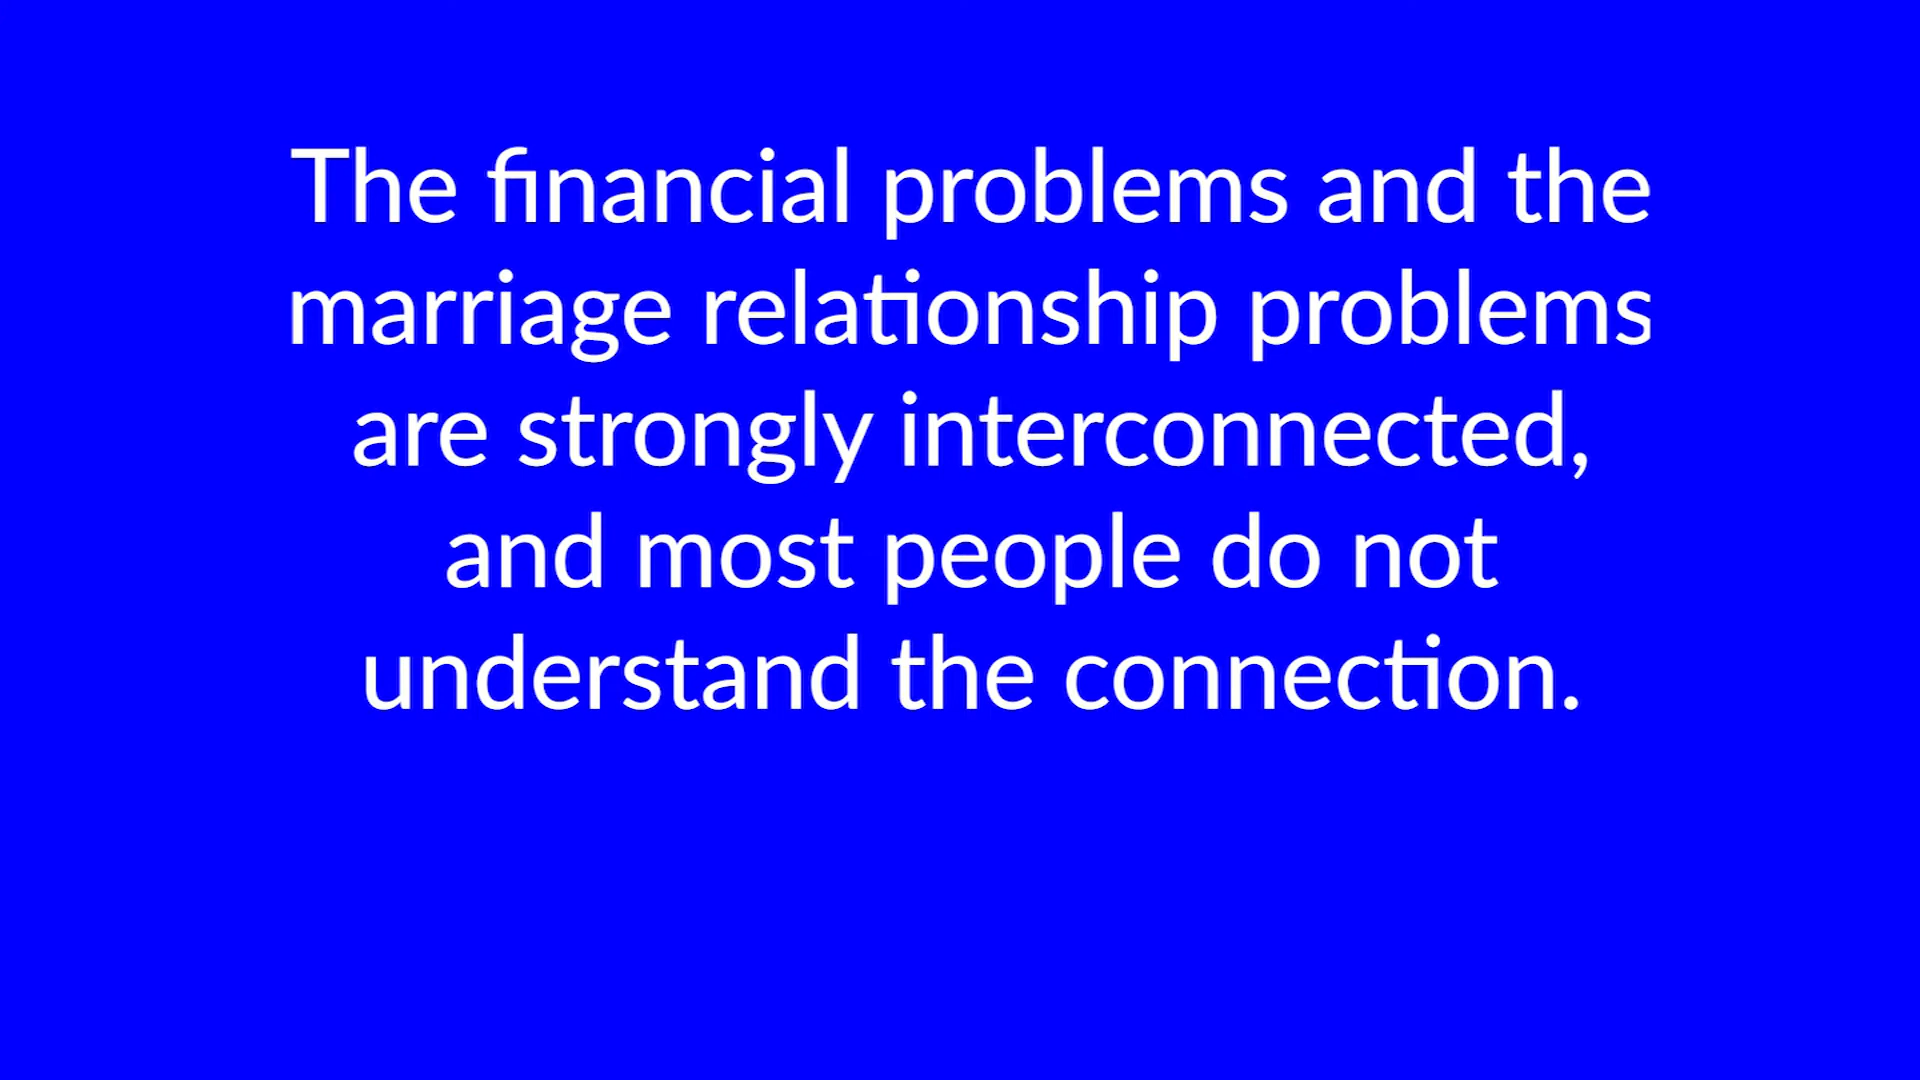 The financial problems and the
marriage relationship problems
are strongly interconnected,
and most people do not
understand the connection.